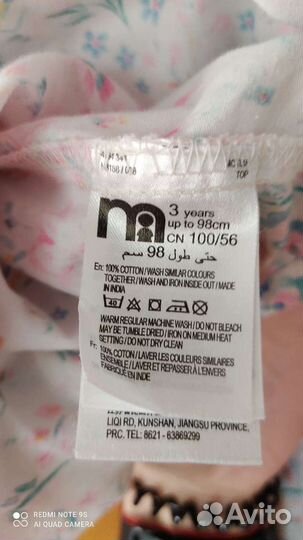 TOP
3 years
up to 98cm
CN 100/56
حتى طول 98 سم
En: 100% COTTON/WASH SIMILAR COLOURS
TOGETHER/WASH AND IRON INSIDE OUT/MADE
IN INDIA
WARM REGULAR MACHINE WASH / DO NOT BLEACH
MAY BE TUMBLE DRIED / IRON ON MEDIUM HEAT
SETTING / DO NOT DRY CLEAN
Fr: 100% COTON/LAVER LES COULEURS SIMILAIRES
ENSEMBLE / LAVER ET REPASSER À L'ENVERS
FABRIQUÉ EN INDE
LIQI RD, KUNSHAN, JIANGSU PROVINCE,
PRC. TEL: 8621 - 63869299
REDMI NOTE 9S
AI QUAD CAMERA
Avito